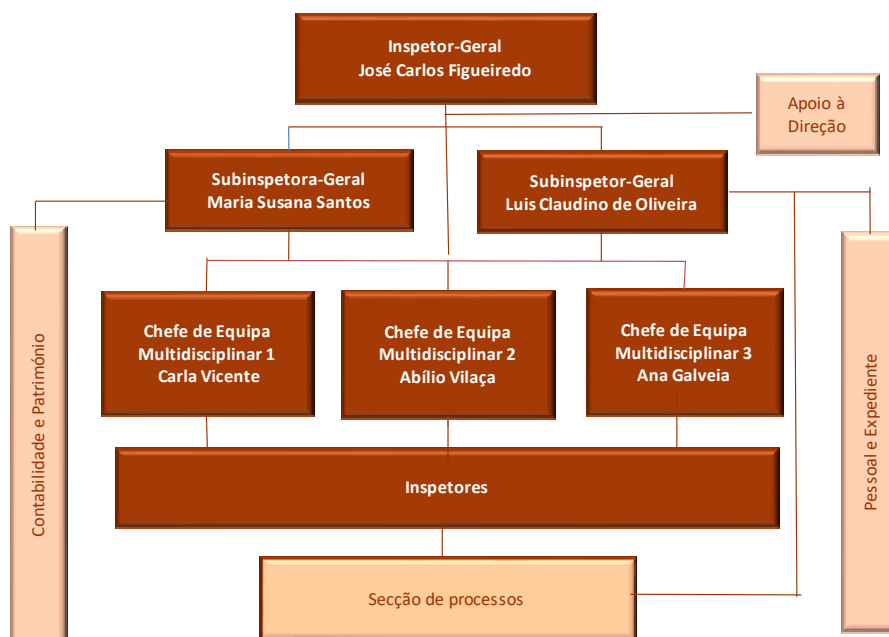 Inspetor-Geral
José Carlos Figueiredo
Apoio à
Direção
Subinspetora-Geral
Maria Susana Santos
Subinspetor-Geral
Luis Claudino de Oliveira
Chefe de Equipa
Multidisciplinar 1
Carla Vicente
Chefe de Equipa
Multidisciplinar 2
Abílio Vilaça
Chefe de Equipa
Multidisciplinar 3
Ana Galveia
Contabilidade e Património
Pessoal e Expediente
Inspetores
Secção de processos